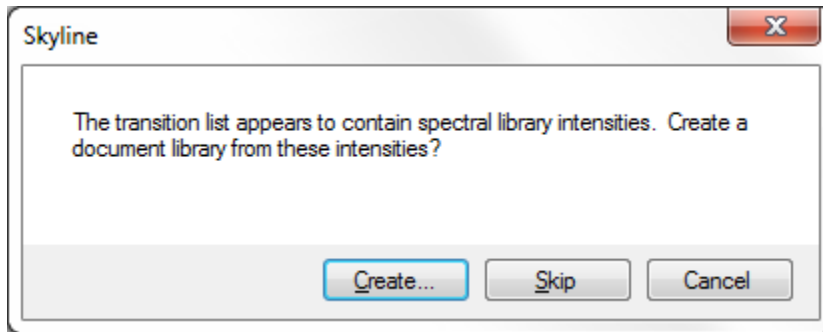 Skyline
The transition list appears to contain spectral library intensities.  Create a
document library from these intensities?
Create... Skip Cancel